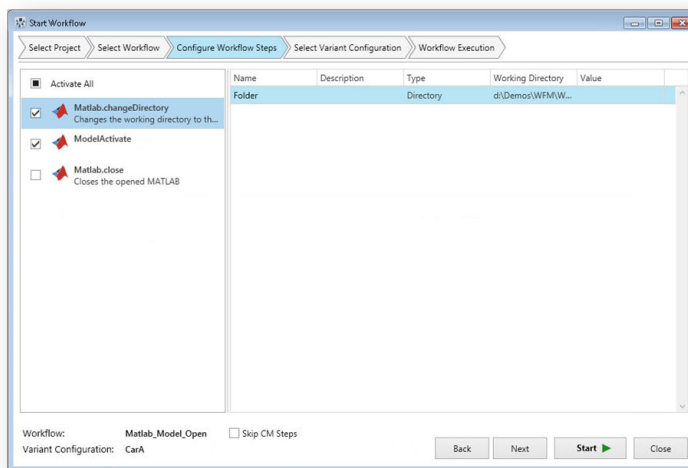 Start Workflow
Select Project Select Workflow Configure Workflow Steps Select Variant Configuration Workflow Execution
Activate All
Matlab.changeDirectory
Changes the working directory to th...
ModelActivate
Matlab.close
Closes the opened MATLAB
Name Description Type Working Directory Value
Folder Directory d:\Demos\WFM\W...
Workflow: Matlab_Model_Open Skip CM Steps
Variant Configuration: CarA
Back Next Start Close